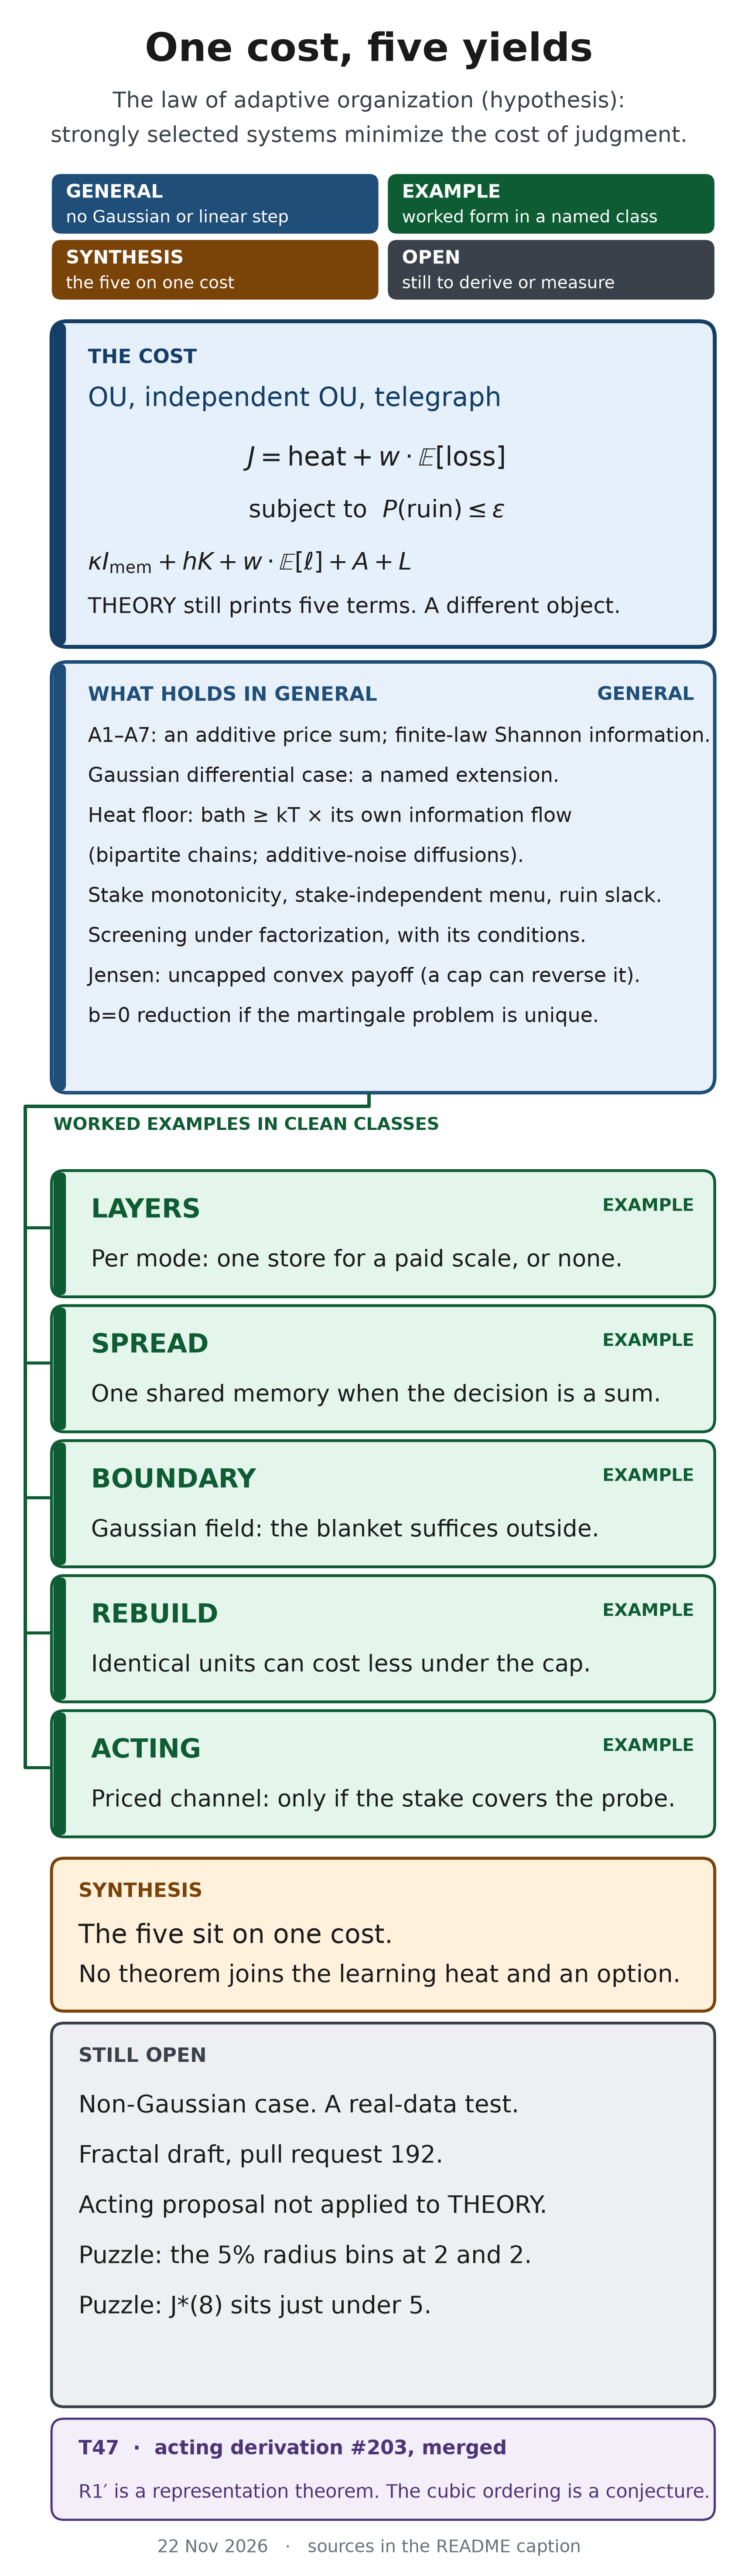 One cost, five yields
The law of adaptive organization (hypothesis):
strongly selected systems minimize the cost of judgment.
GENERAL
no Gaussian or linear step
EXAMPLE
worked form in a named class
SYNTHESIS
the five on one cost
OPEN
still to derive or measure
THE COST
OU, independent OU, telegraph
J = heat + w · 𝔼[loss]
subject to P(ruin) ≤ ε
κI_mem + hK + w · 𝔼[ℓ] + A + L
THEORY still prints five terms. A different object.
WHAT HOLDS IN GENERAL
GENERAL
A1–A7: an additive price sum; finite-law Shannon information.
Gaussian differential case: a named extension.
Heat floor: bath ≥ kT × its own information flow
(bipartite chains; additive-noise diffusions).
Stake monotonicity, stake-independent menu, ruin slack.
Screening under factorization, with its conditions.
Jensen: uncapped convex payoff (a cap can reverse it).
b=0 reduction if the martingale problem is unique.
WORKED EXAMPLES IN CLEAN CLASSES
LAYERS
EXAMPLE
Per mode: one store for a paid scale, or none.
SPREAD
EXAMPLE
One shared memory when the decision is a sum.
BOUNDARY
EXAMPLE
Gaussian field: the blanket suffices outside.
REBUILD
EXAMPLE
Identical units can cost less under the cap.
ACTING
EXAMPLE
Priced channel: only if the stake covers the probe.
SYNTHESIS
The five sit on one cost.
No theorem joins the learning heat and an option.
STILL OPEN
Non-Gaussian case. A real-data test.
Fractal draft, pull request 192.
Acting proposal not applied to THEORY.
Puzzle: the 5% radius bins at 2 and 2.
Puzzle: J*(8) sits just under 5.
T47 · acting derivation #203, merged
R1′ is a representation theorem. The cubic ordering is a conjecture.
22 Nov 2026 · sources in the README caption